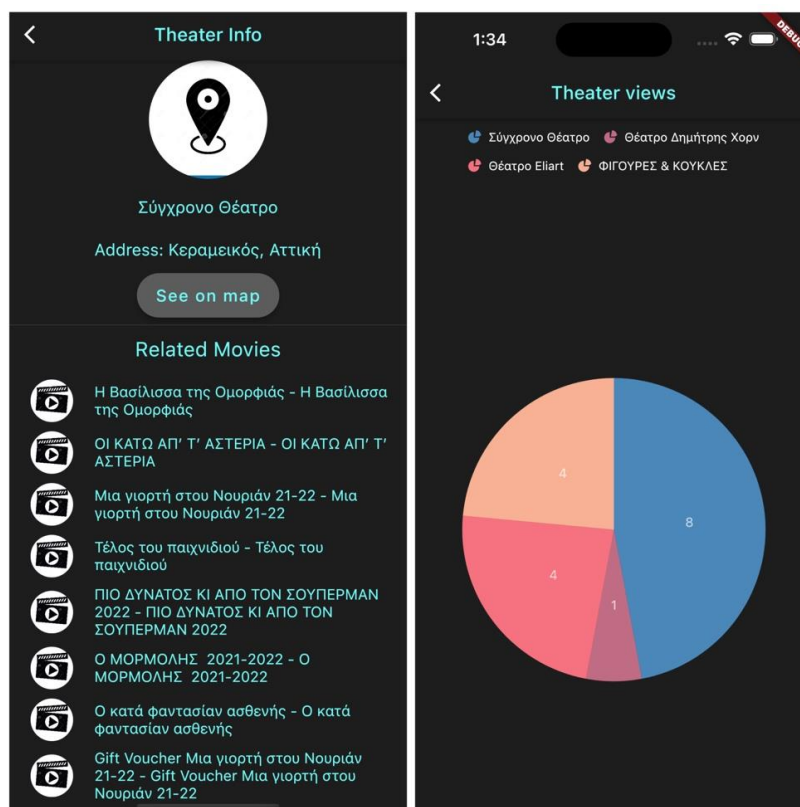 Theater Info
Σύγχρονο Θέατρο
Address: Κεραμεικός, Αττική
See on map
Related Movies
Η Βασίλισσα της Ομορφιάς - Η Βασίλισσα
της Ομορφιάς
ΟΙ ΚΑΤΩ ΑΠ’ Τ’ ΑΣΤΕΡΙΑ - ΟΙ ΚΑΤΩ ΑΠ’ Τ’
ΑΣΤΕΡΙΑ
Μια γιορτή στου Νουριάν 21-22 - Μια
γιορτή στου Νουριάν 21-22
Τέλος του παιχνιδιού - Τέλος του
παιχνιδιού
ΠΙΟ ΔΥΝΑΤΟΣ ΚΙ ΑΠΟ ΤΟΝ ΣΟΥΠΕΡΜΑΝ
2022 - ΠΙΟ ΔΥΝΑΤΟΣ ΚΙ ΑΠΟ ΤΟΝ
ΣΟΥΠΕΡΜΑΝ 2022
Ο ΜΟΡΜΟΛΗΣ 2021-2022 - Ο
ΜΟΡΜΟΛΗΣ 2021-2022
Ο κατά φαντασίαν ασθενής - Ο κατά
φαντασίαν ασθενής
Gift Voucher Μια γιορτή στου Νουριάν
21-22 - Gift Voucher Μια γιορτή στου
Νουριάν 21-22
1:34
DEBUG
Theater views
Σύγχρονο Θέατρο Θέατρο Δημήτρης Χορν
Θέατρο Eliart ΦΙΓΟΥΡΕΣ & ΚΟΥΚΛΕΣ
4
8
4
1